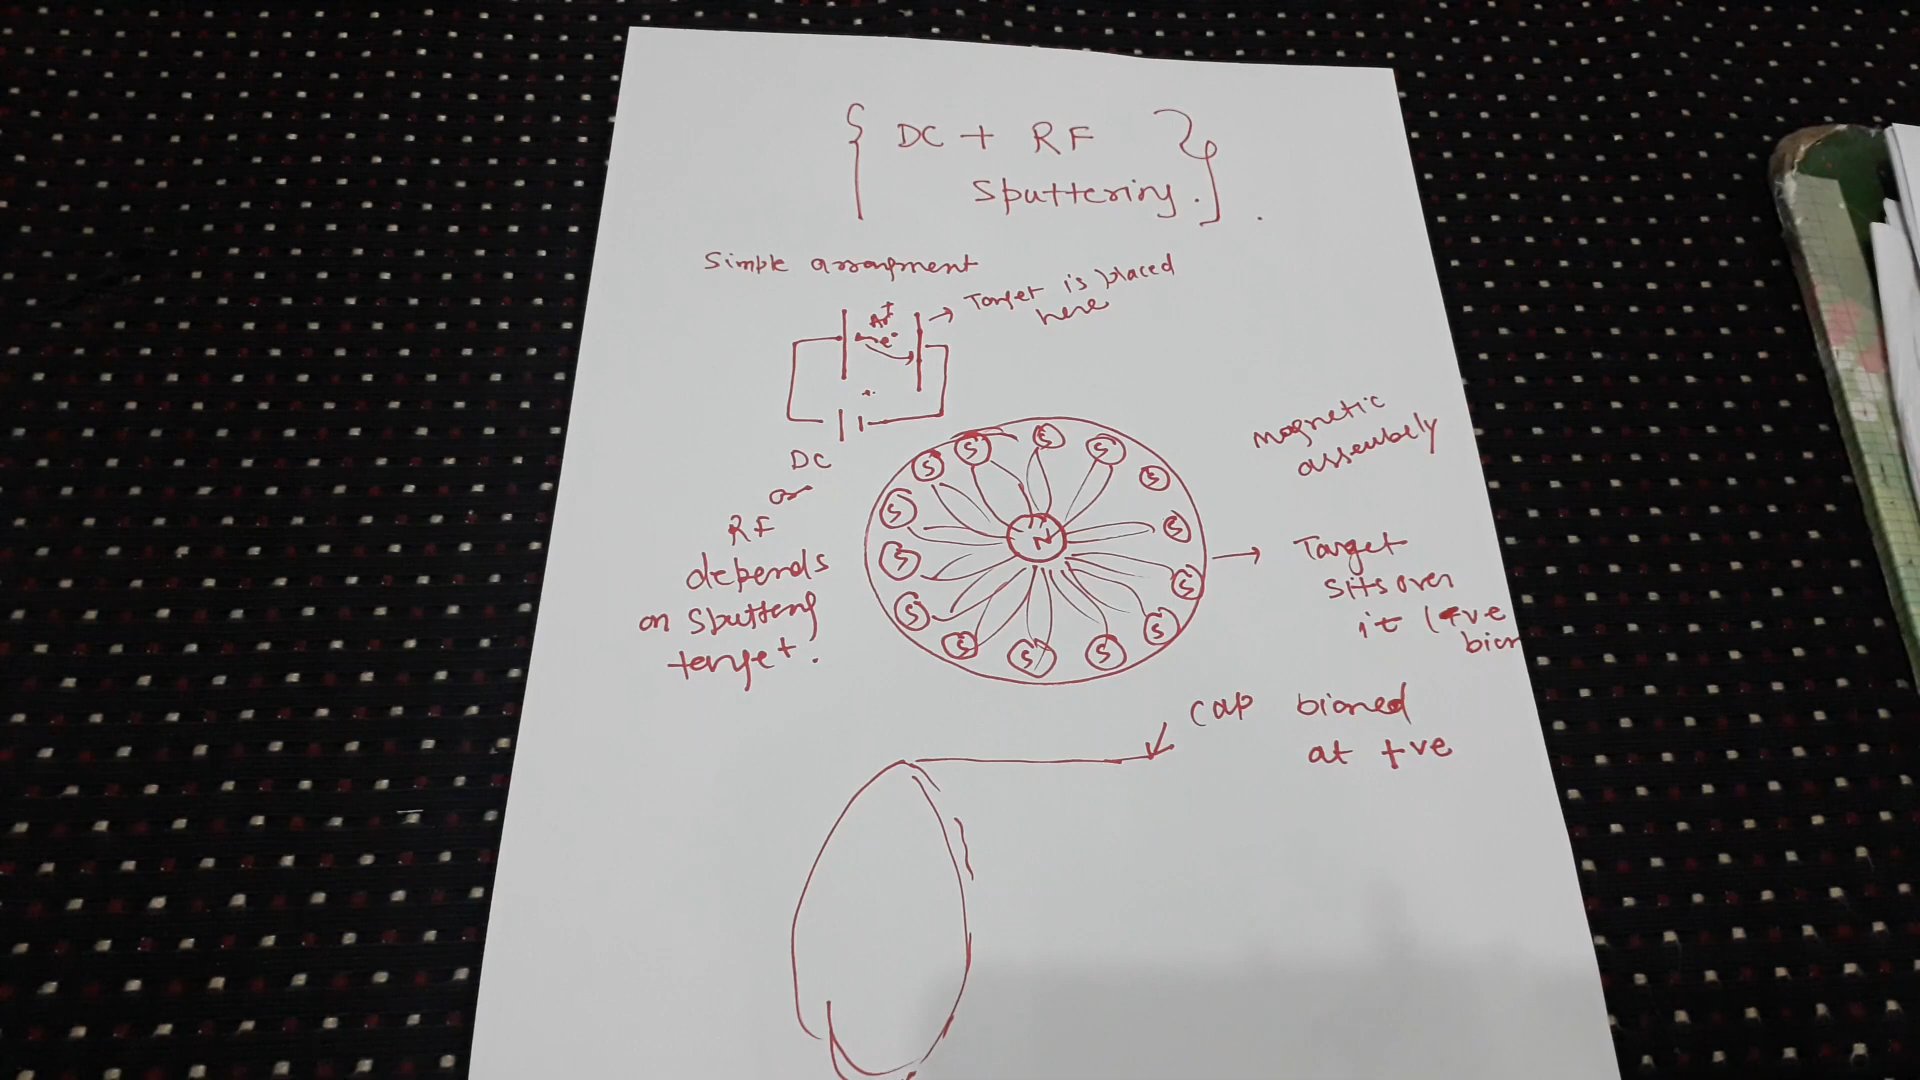 DC + RF
Sputtering.
Simple arrangment
Ar+
e-
→ Target is placed
here
DC
or
RF
depends
on Sputtering
target.
S S S S S S S S S S S S S S
N
magnetic
assembely
→ Target
sits over
it (-ve
bias
Cap biased
at +ve